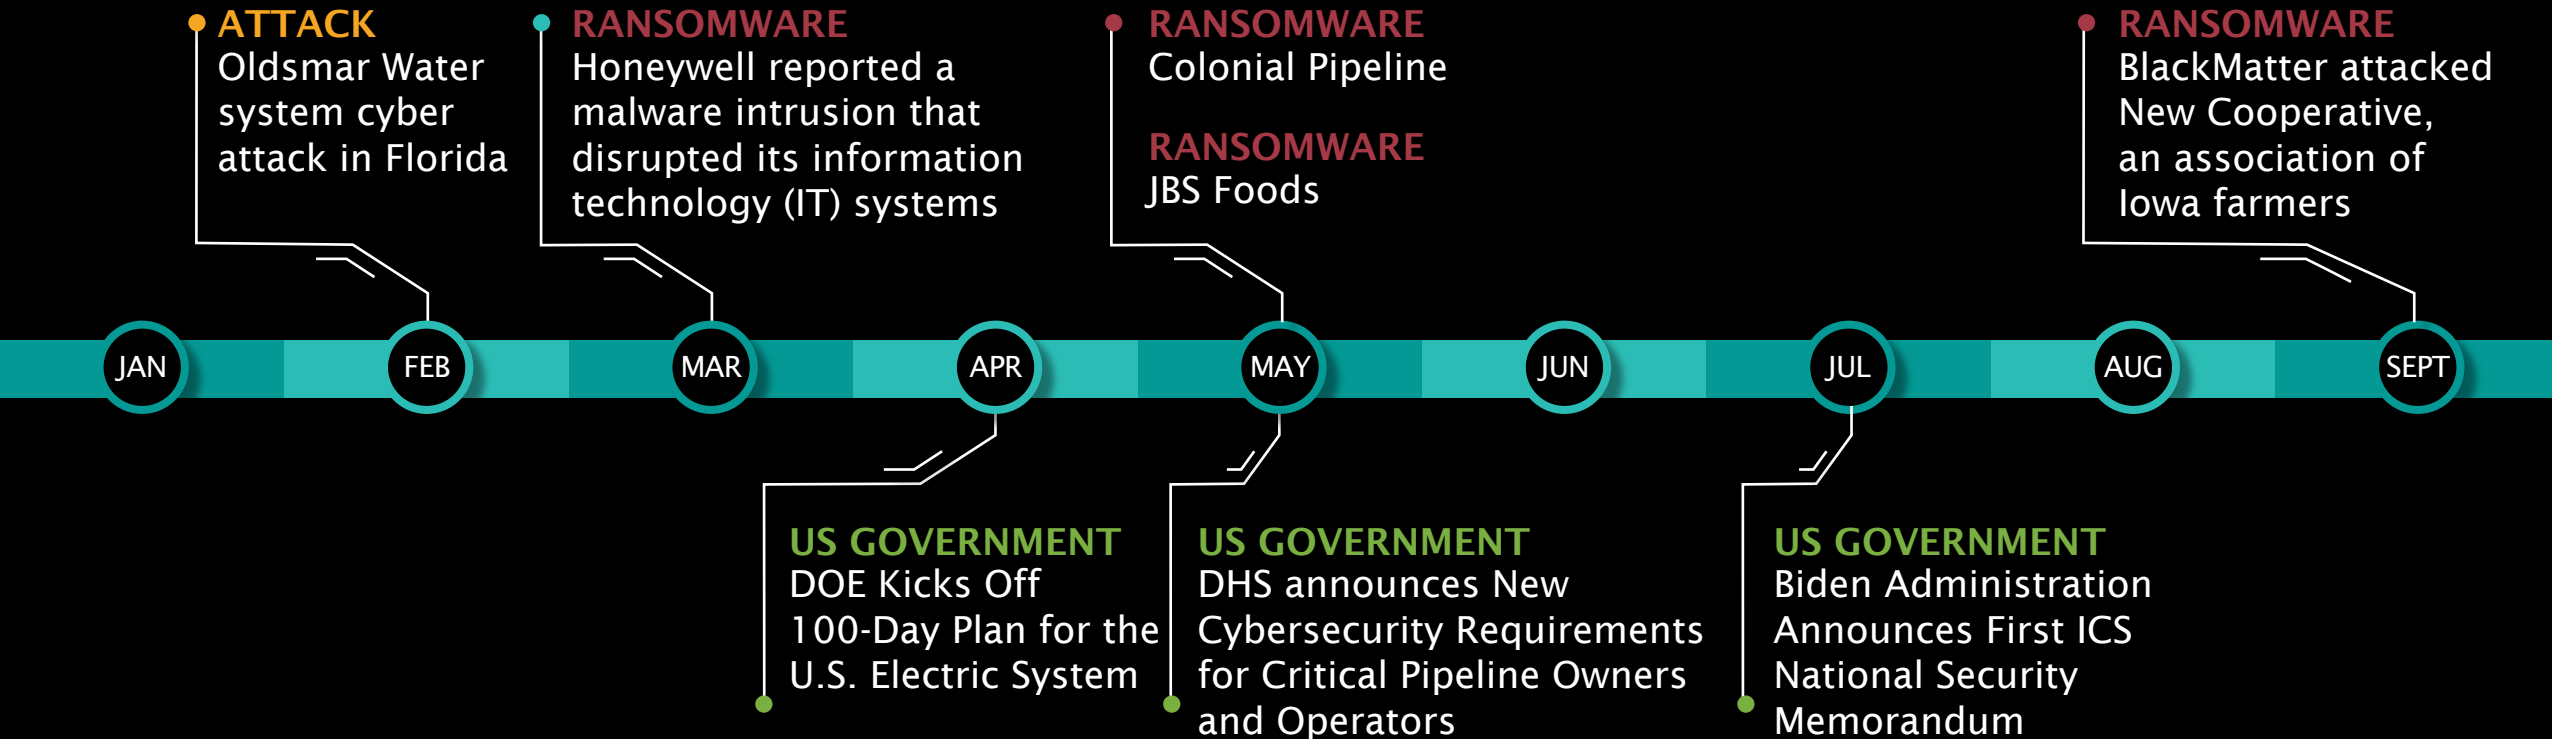 ATTACK
Oldsmar Water
system cyber
attack in Florida
RANSOMWARE
Honeywell reported a
malware intrusion that
disrupted its information
technology (IT) systems
RANSOMWARE
Colonial Pipeline
RANSOMWARE
JBS Foods
RANSOMWARE
BlackMatter attacked
New Cooperative,
an association of
Iowa farmers
JAN
FEB
MAR
APR
MAY
JUN
JUL
AUG
SEPT
US GOVERNMENT
DOE Kicks Off
100-Day Plan for the
U.S. Electric System
US GOVERNMENT
DHS announces New
Cybersecurity Requirements
for Critical Pipeline Owners
and Operators
US GOVERNMENT
Biden Administration
Announces First ICS
National Security
Memorandum